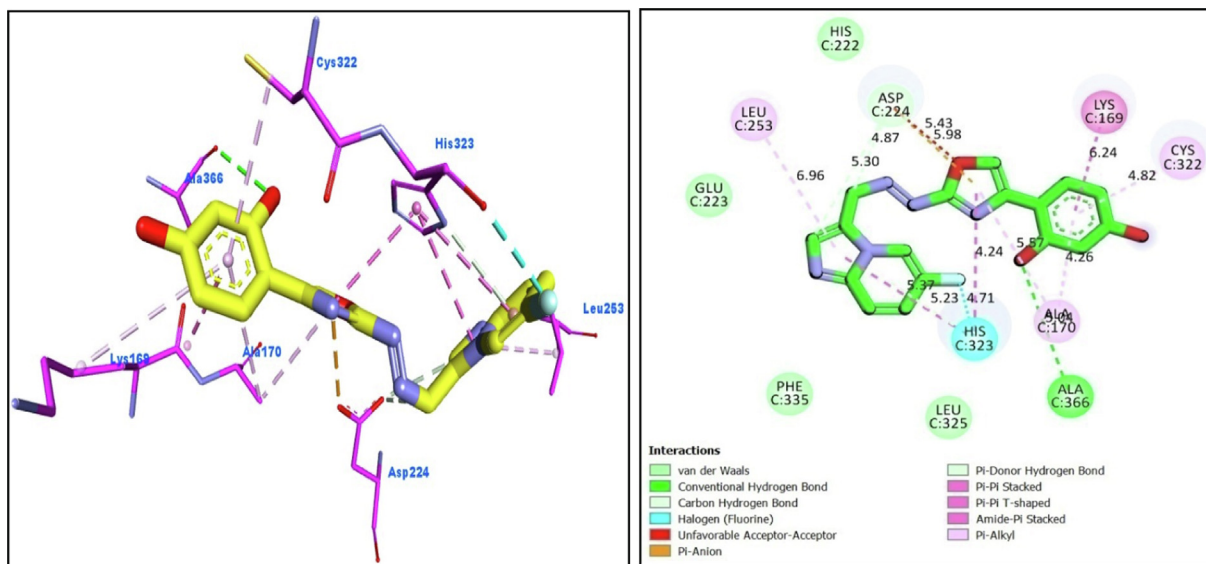 Cys322
His323
Ala366
Leu253
Lys169
Ala170
Asp224
HIS
C:222
ASP
C:224
LEU
C:253
LYS
C:169
CYS
C:322
5.43
5.98
4.87
5.30
6.24
4.82
6.96
GLU
C:223
4.24
5.57
4.26
5.37
5.23
4.71
ALA
C:170
HIS
C:323
PHE
C:335
LEU
C:325
ALA
C:366
Interactions
van der Waals
Conventional Hydrogen Bond
Carbon Hydrogen Bond
Halogen (Fluorine)
Unfavorable Acceptor-Acceptor
Pi-Anion
Pi-Donor Hydrogen Bond
Pi-Pi Stacked
Pi-Pi T-shaped
Amide-Pi Stacked
Pi-Alkyl